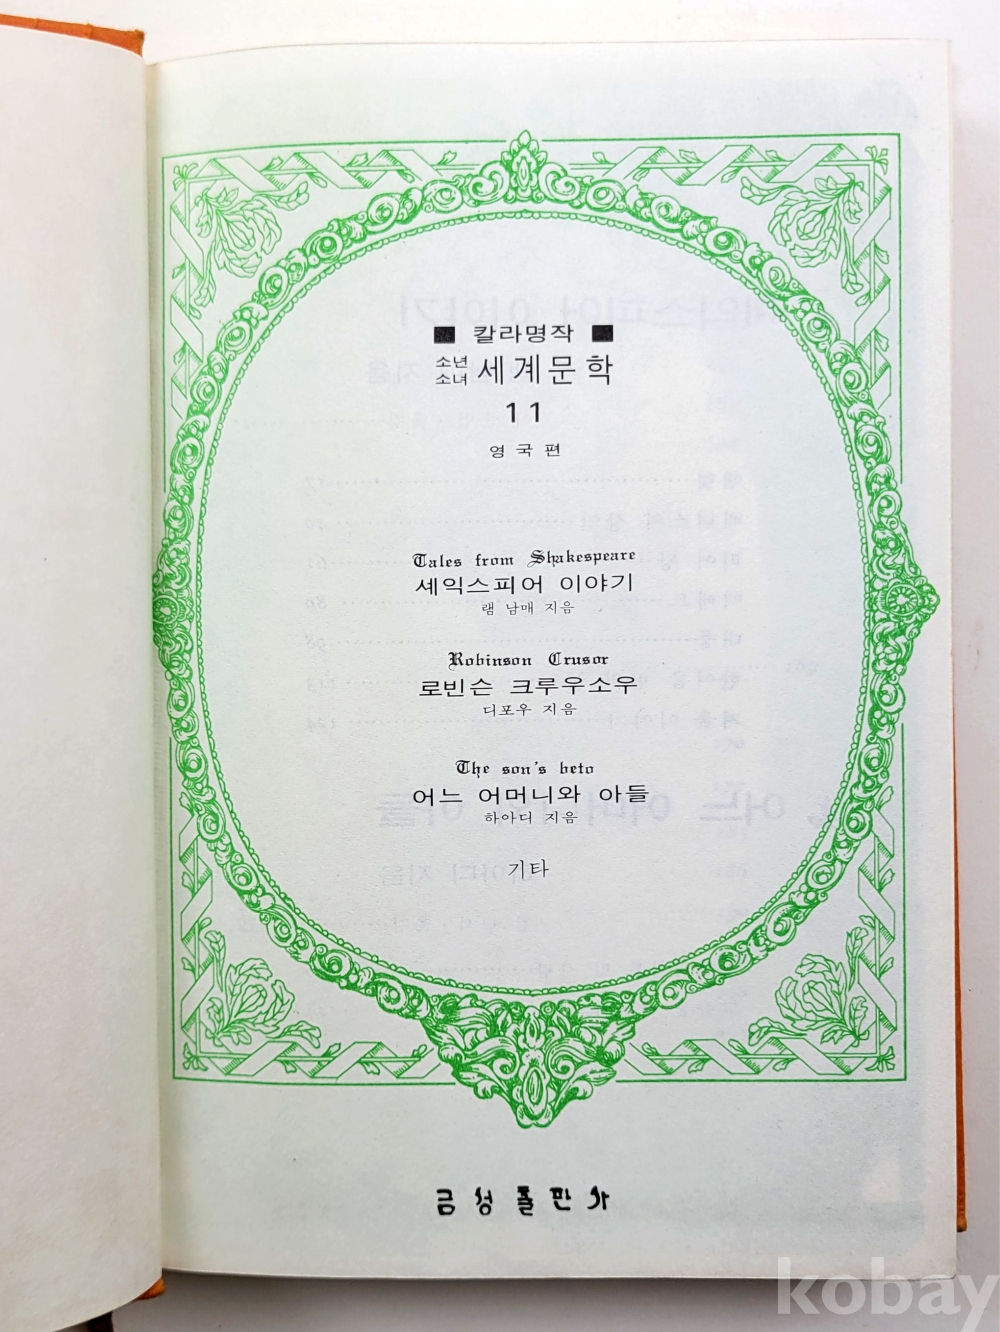 ■ 칼라명작 ■
소년
소녀 세계문학
11
영국편
Tales from Shakespeare
셰익스피어 이야기
램 남매 지음
Robinson Crusor
로빈슨 크루우소우
디포우 지음
The son's beto
어느 어머니와 아들
하아디 지음
기타
금성출판사
kobay